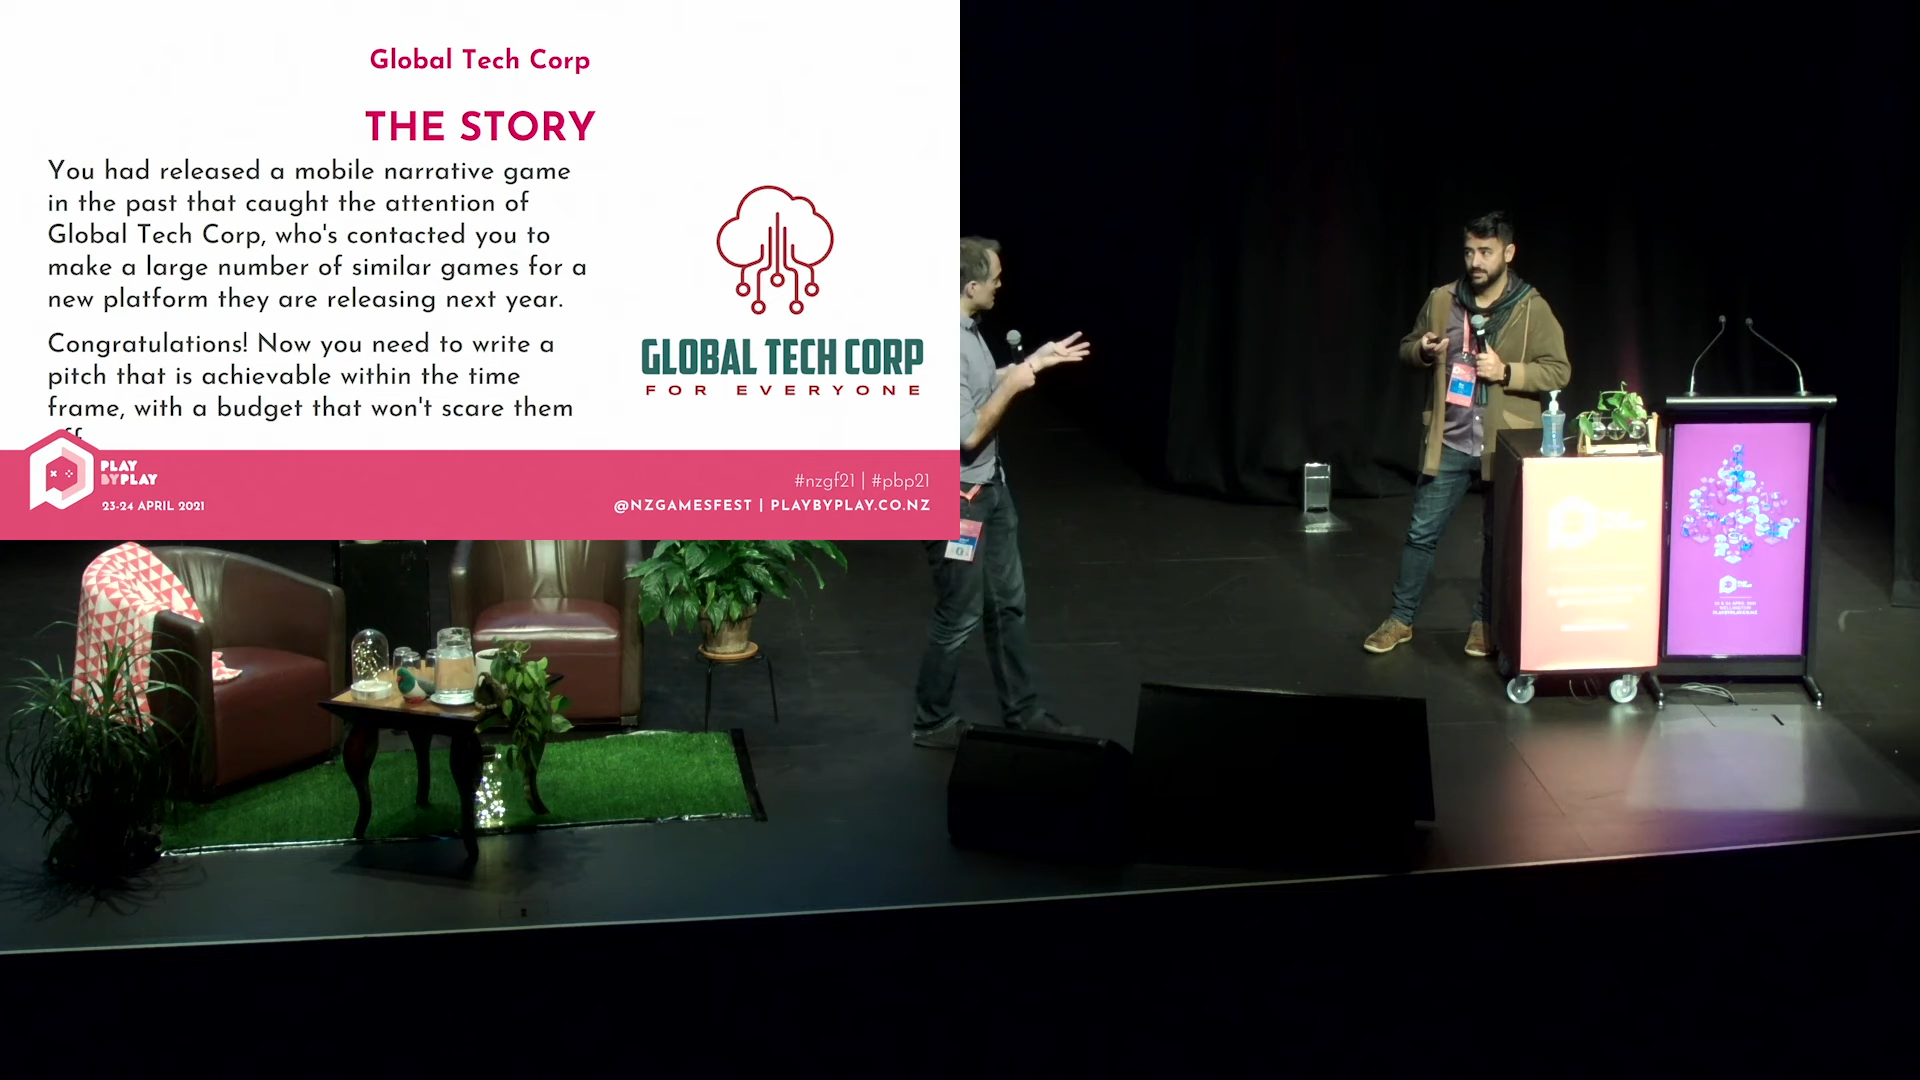 Global Tech Corp
THE STORY
You had released a mobile narrative game
in the past that caught the attention of
Global Tech Corp, who's contacted you to
make a large number of similar games for a
new platform they are releasing next year.
Congratulations! Now you need to write a
pitch that is achievable within the time
frame, with a budget that won't scare them
GLOBAL TECH CORP
FOR EVERYONE
PLAY
BYPLAY
23-24 APRIL 2021
#nzgf21 | #pbp21
@NZGAMESFEST | PLAYBYPLAY.CO.NZ